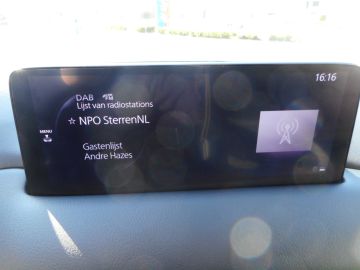 DAB
16:16
Lijst van radiostations
☆ NPO SterrenNL
MENU
Gastenlijst
Andre Hazes